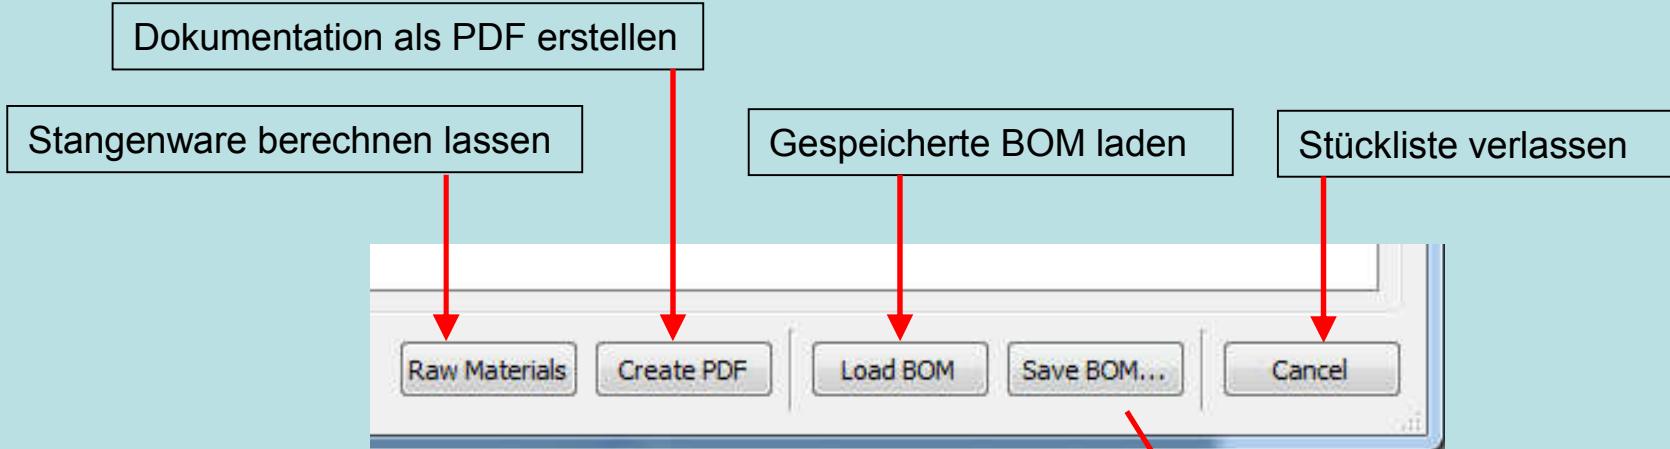 Dokumentation als PDF erstellen
Stangenware berechnen lassen
Gespeicherte BOM laden
Stückliste verlassen
Raw Materials
Create PDF
Load BOM
Save BOM...
Cancel